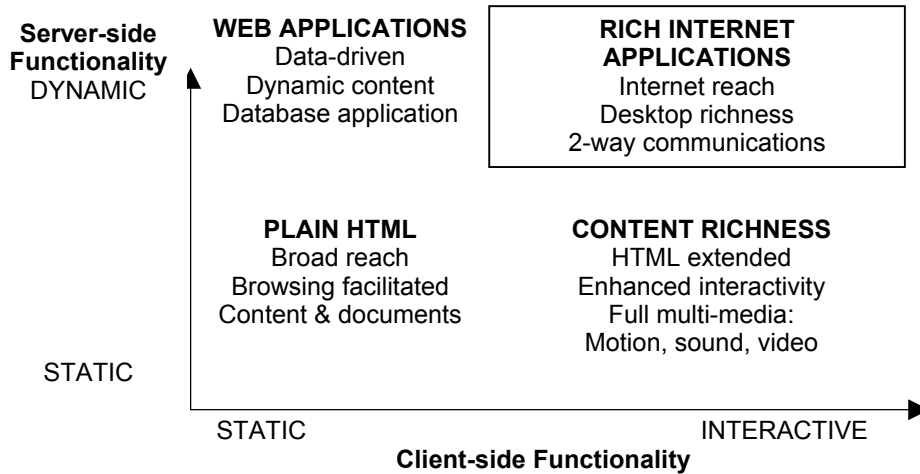 Server-side
Functionality
DYNAMIC
WEB APPLICATIONS
Data-driven
Dynamic content
Database application
RICH INTERNET
APPLICATIONS
Internet reach
Desktop richness
2-way communications
PLAIN HTML
Broad reach
Browsing facilitated
Content & documents
CONTENT RICHNESS
HTML extended
Enhanced interactivity
Full multi-media:
Motion, sound, video
STATIC
STATIC
INTERACTIVE
Client-side Functionality